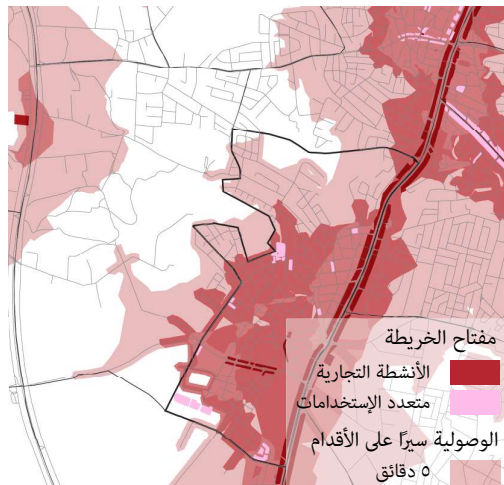 مفتاح الخريطة
الأنشطة التجارية
متعدد الإستخدامات
الوصولية سيرًا على الأقدام
٥ دقائق